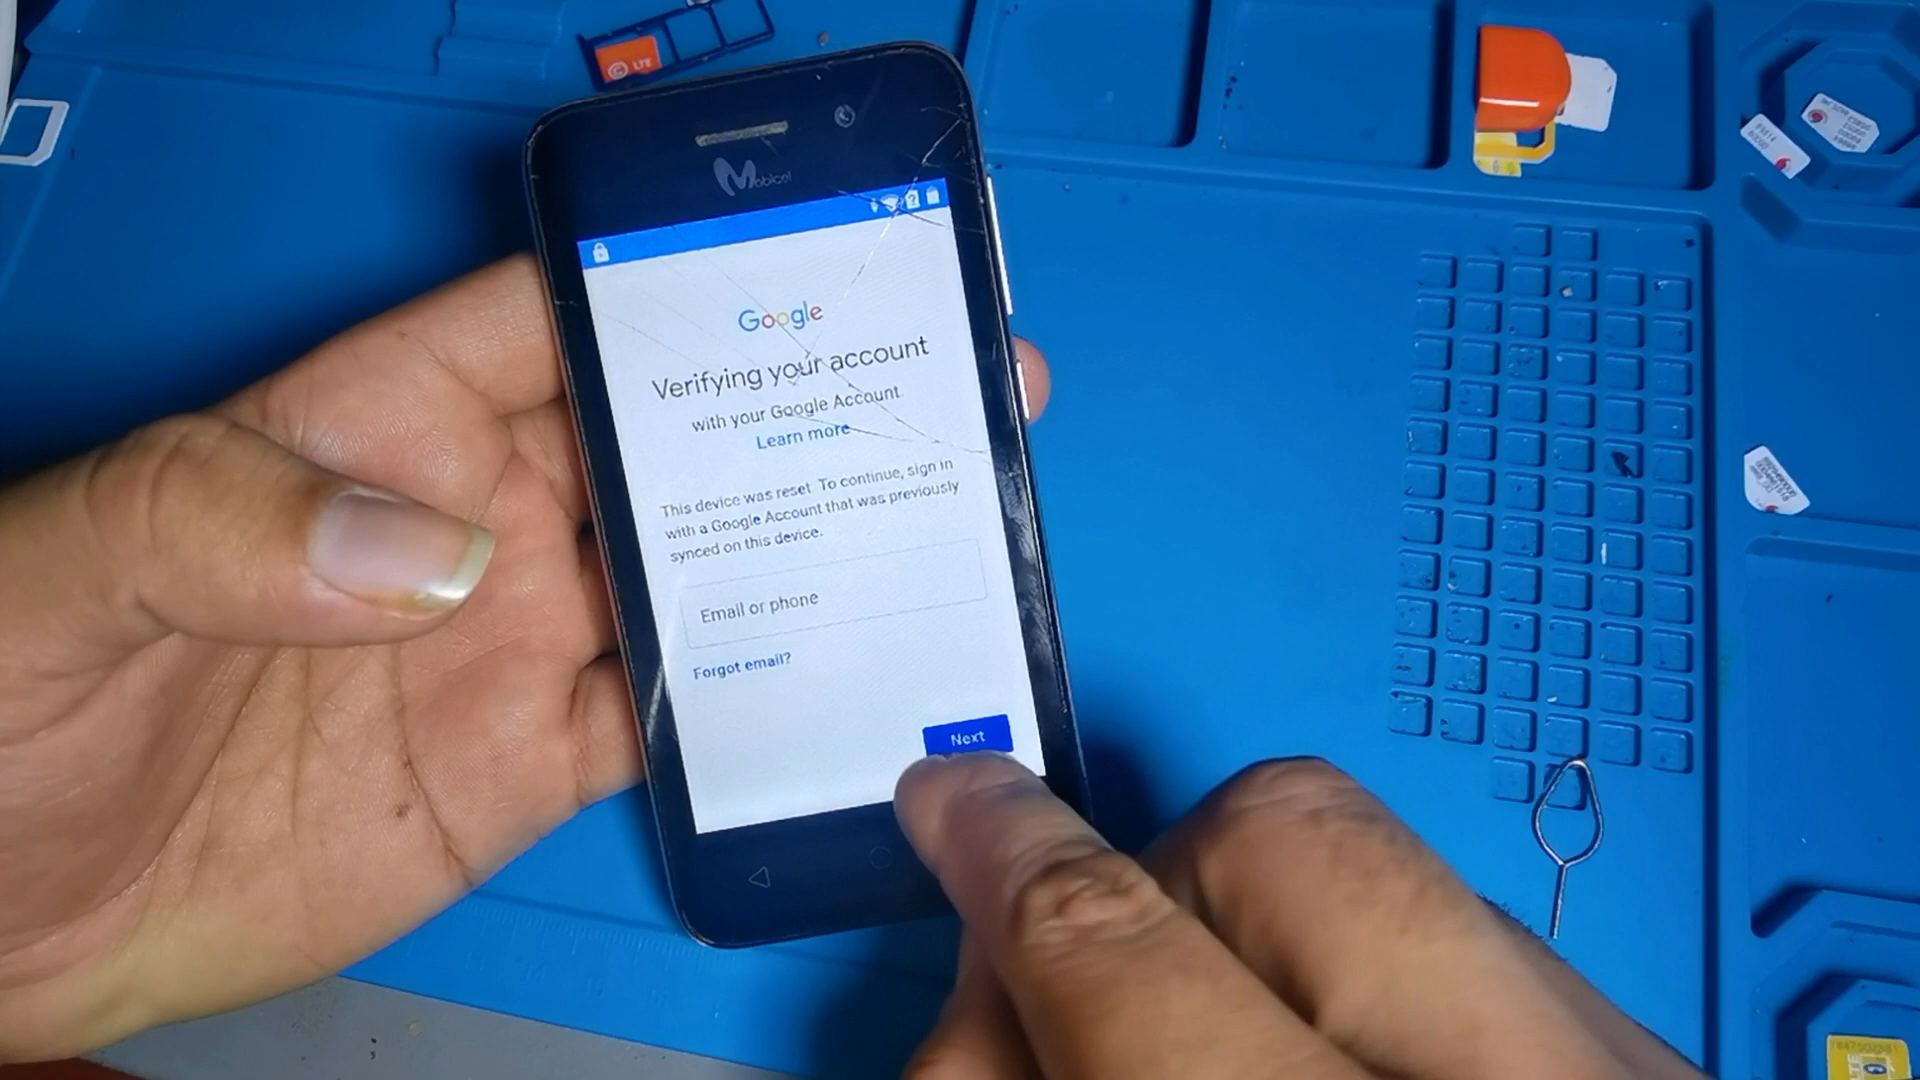 LTE
Mobicel
Google
Verifying your account
with your Google Account.
Learn more
This device was reset. To continue, sign in
with a Google Account that was previously
synced on this device.
Email or phone
Forgot email?
Next